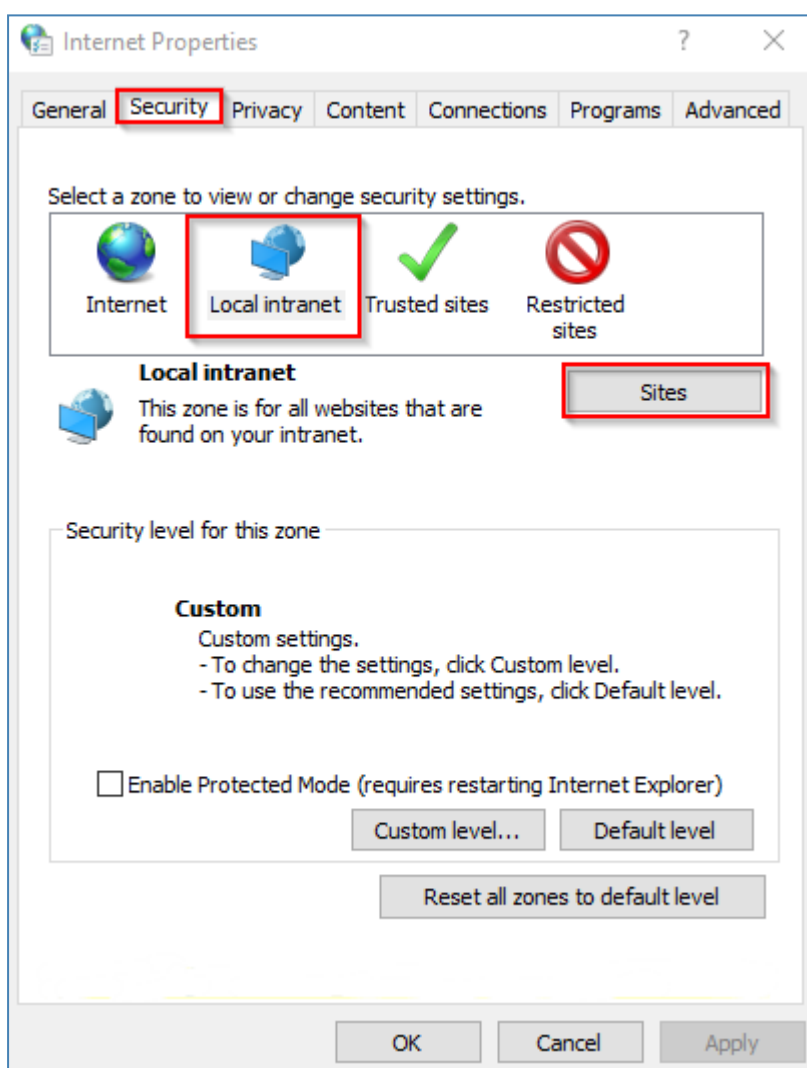 Internet Properties ? ×
General Security Privacy Content Connections Programs Advanced
Select a zone to view or change security settings.
Internet Local intranet Trusted sites Restricted
sites
Local intranet
Sites
This zone is for all websites that are
found on your intranet.
Security level for this zone
Custom
Custom settings.
- To change the settings, click Custom level.
- To use the recommended settings, click Default level.
Enable Protected Mode (requires restarting Internet Explorer)
Custom level... Default level
Reset all zones to default level
OK Cancel Apply